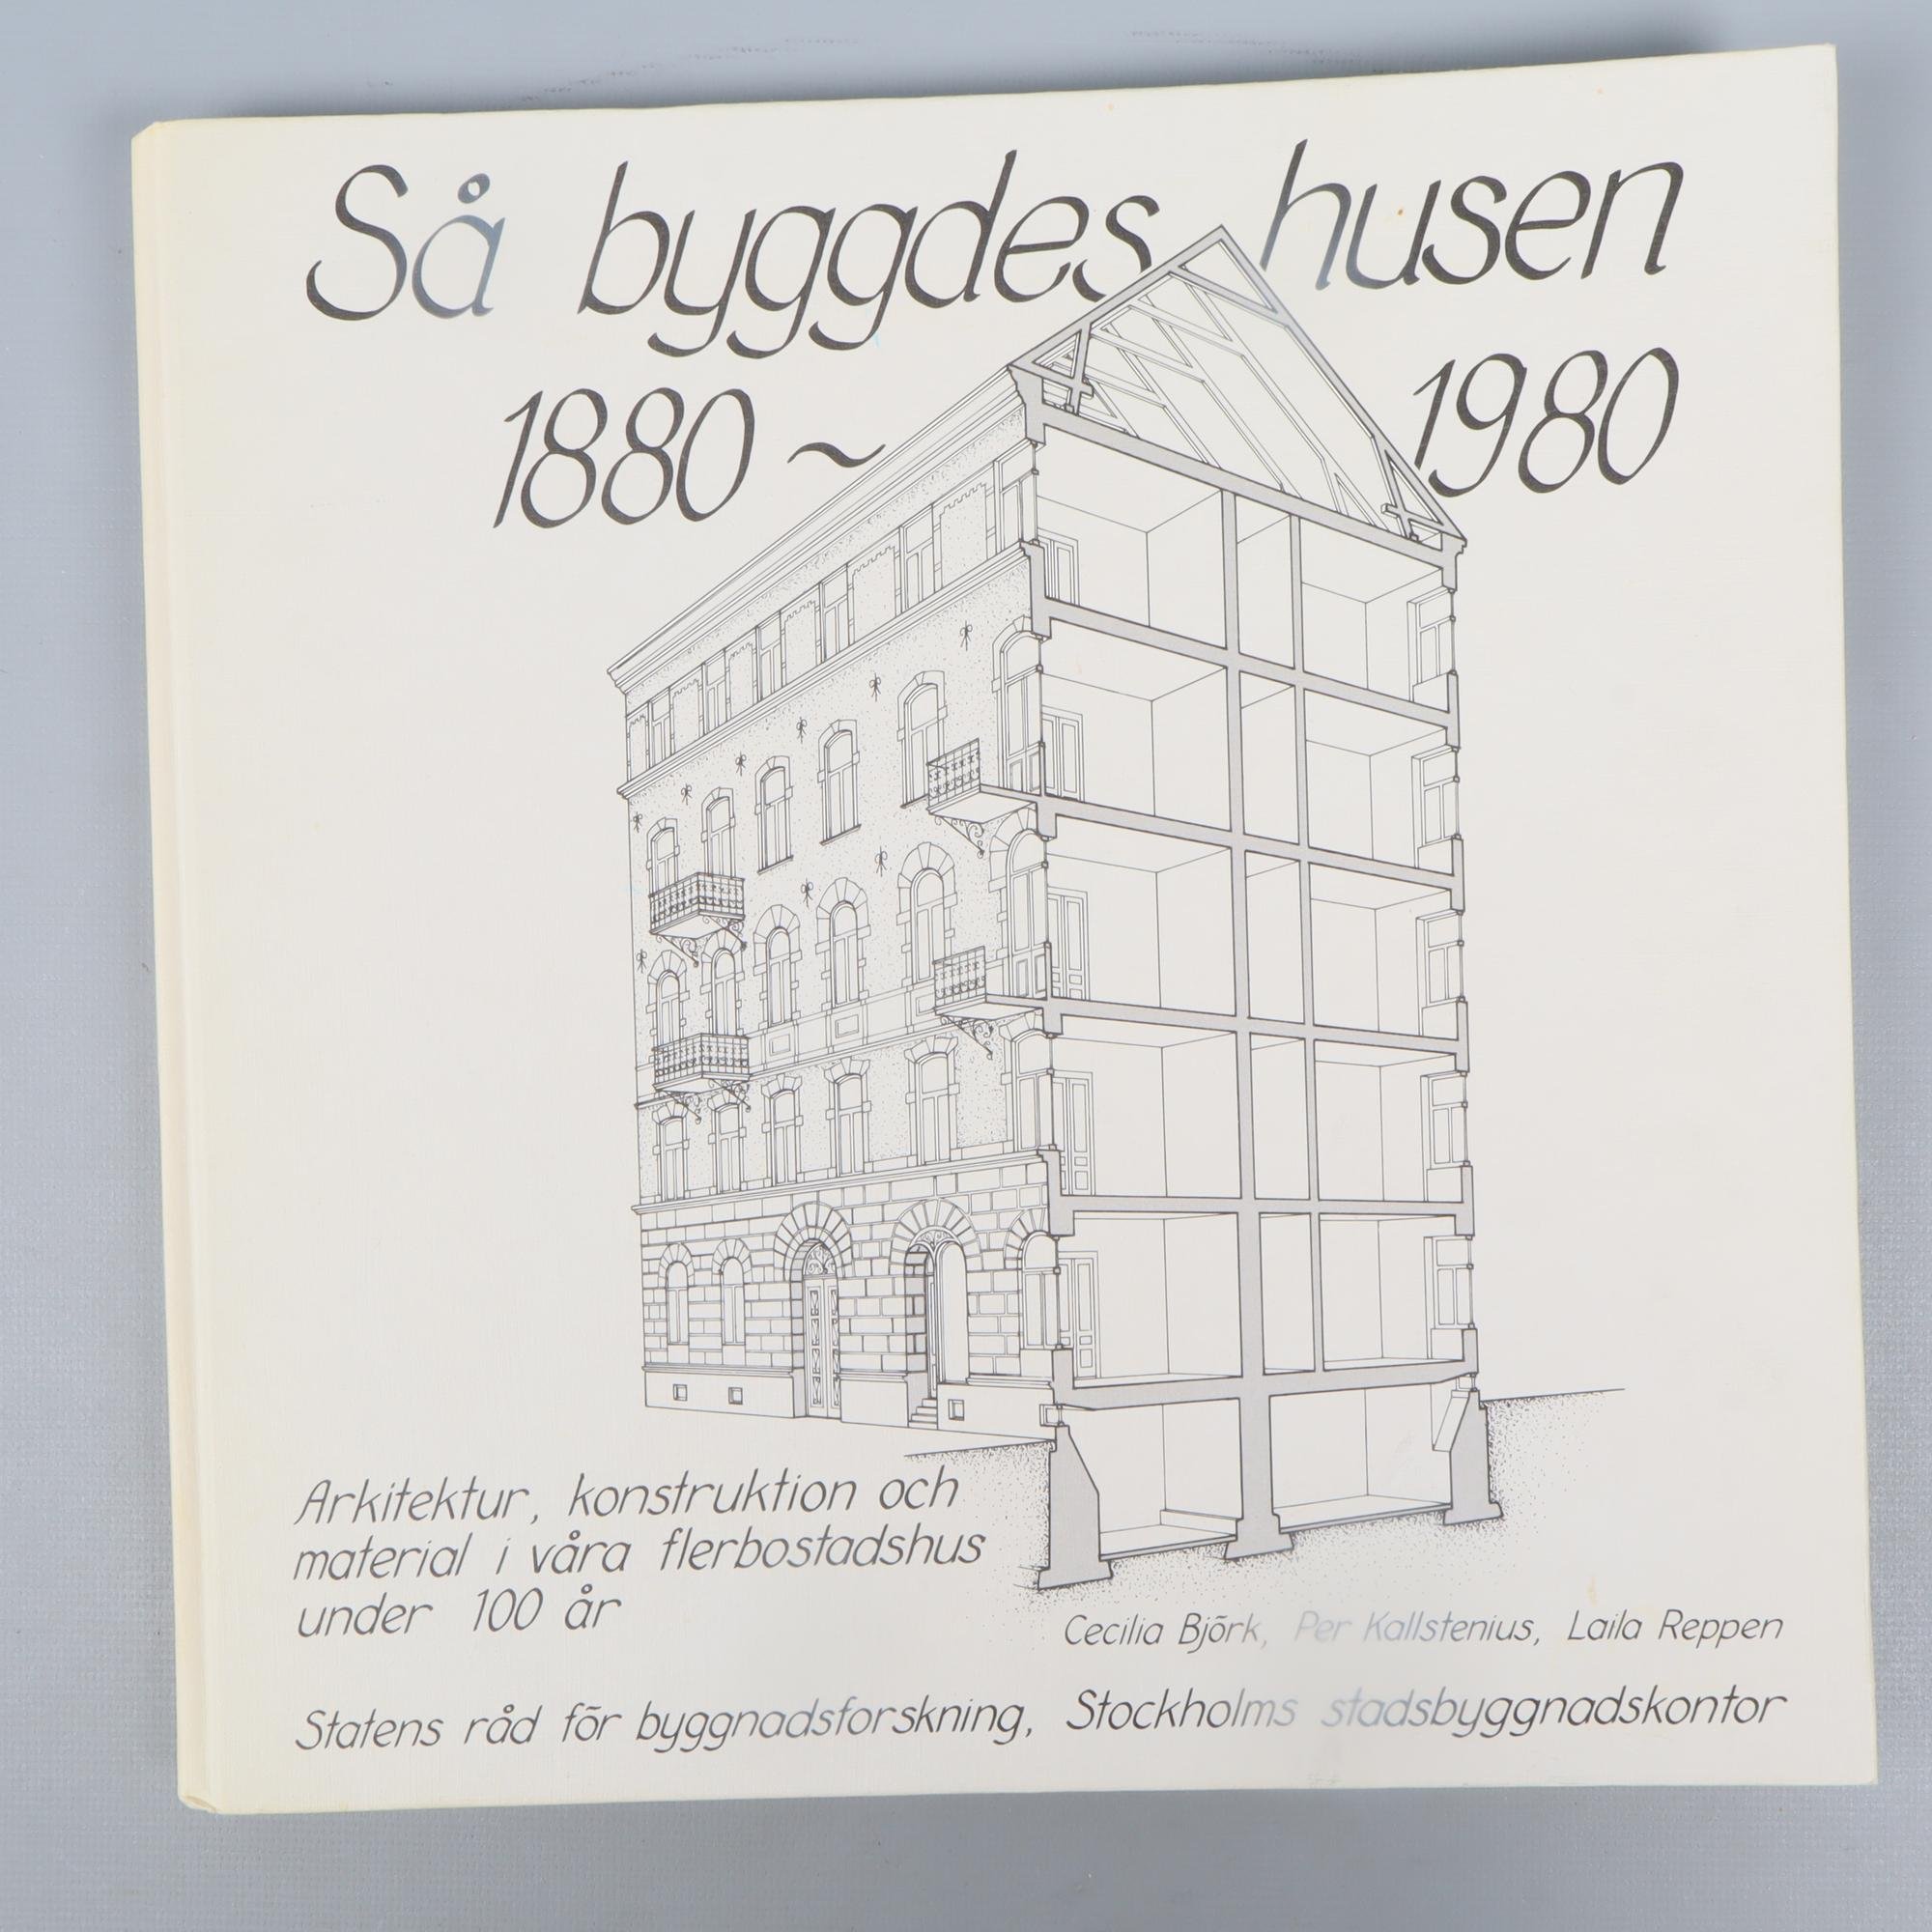 Så byggdes husen
1880~ 1980
Arkitektur, konstruktion och
material i våra flerbostadshus
under 100 år
Cecilia Björk, Per Kallstenius, Laila Reppen
Statens råd för byggnadsforskning, Stockholms stadsbyggnadskontor